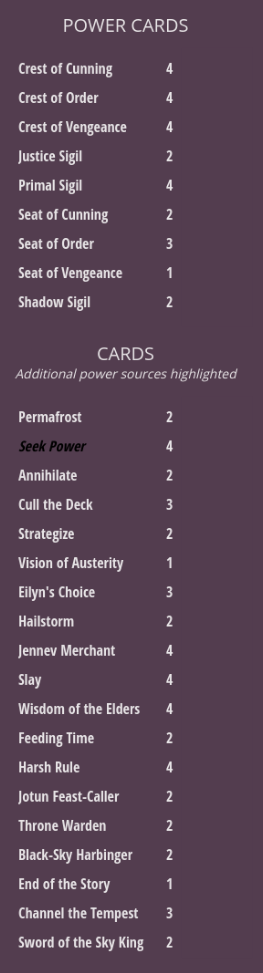 POWER CARDS
Crest of Cunning 4
Crest of Order 4
Crest of Vengeance 4
Justice Sigil 2
Primal Sigil 4
Seat of Cunning 2
Seat of Order 3
Seat of Vengeance 1
Shadow Sigil 2
CARDS
Additional power sources highlighted
Permafrost 2
Seek Power 4
Annihilate 2
Cull the Deck 3
Strategize 2
Vision of Austerity 1
Eilyn's Choice 3
Hailstorm 2
Jennev Merchant 4
Slay 4
Wisdom of the Elders 4
Feeding Time 2
Harsh Rule 4
Jotun Feast-Caller 2
Throne Warden 2
Black-Sky Harbinger 2
End of the Story 1
Channel the Tempest 3
Sword of the Sky King 2